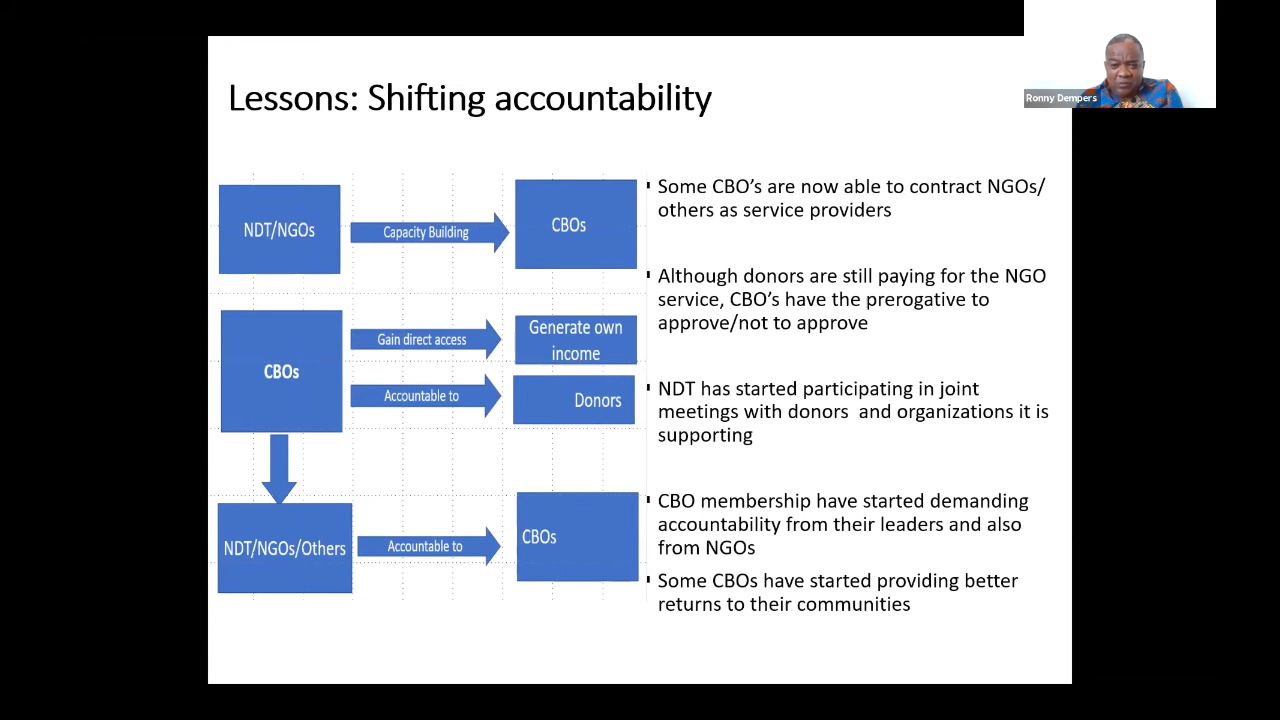 Lessons: Shifting accountability
Ronny Dempers
NDT/NGOs
Capacity Building
CBOs
CBOs
Gain direct access
Generate own
income
Accountable to
Donors
NDT/NGOs/Others
Accountable to
CBOs
Some CBO’s are now able to contract NGOs/
others as service providers
Although donors are still paying for the NGO
service, CBO’s have the prerogative to
approve/not to approve
NDT has started participating in joint
meetings with donors  and organizations it is
supporting
CBO membership have started demanding
accountability from their leaders and also
from NGOs
Some CBOs have started providing better
returns to their communities